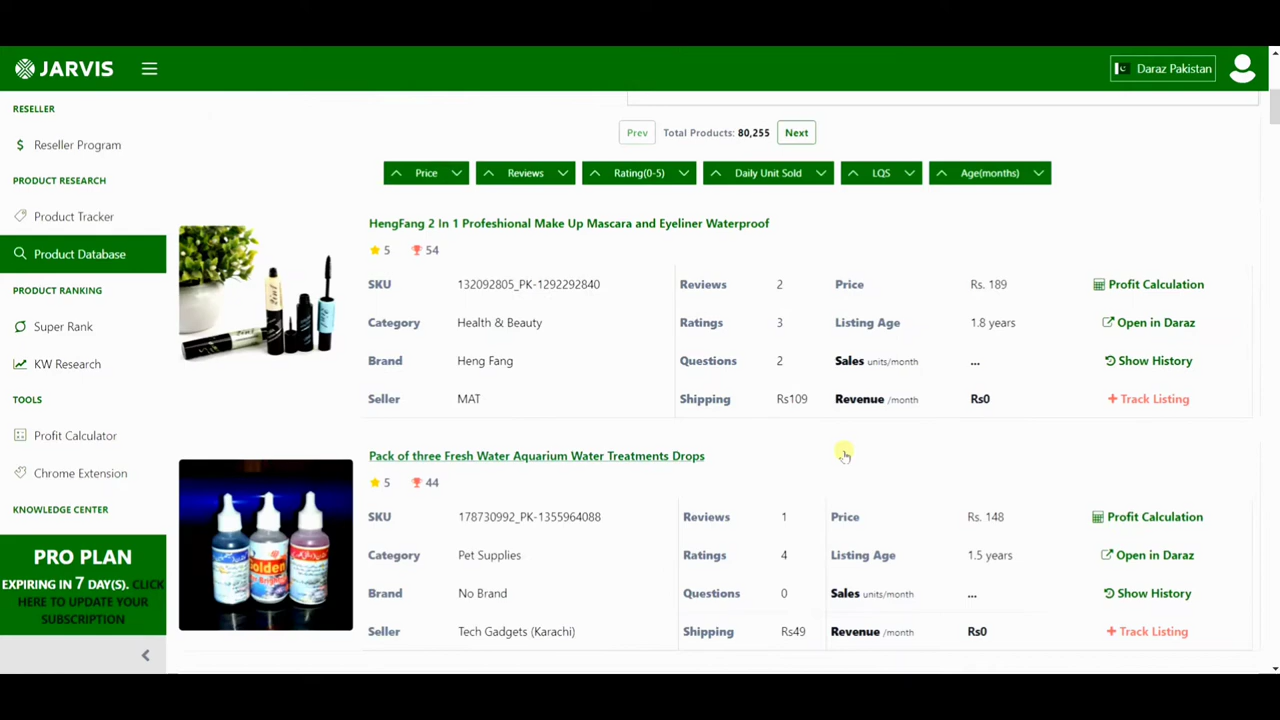 JARVIS
Daraz Pakistan
RESELLER
Reseller Program
PRODUCT RESEARCH
Product Tracker
Product Database
PRODUCT RANKING
Super Rank
KW Research
TOOLS
Profit Calculator
Chrome Extension
KNOWLEDGE CENTER
PRO PLAN
EXPIRING IN 7 DAY(S). CLICK
HERE TO UPDATE YOUR
SUBSCRIPTION
Prev Total Products: 80,255 Next
Price Reviews Rating(0-5) Daily Unit Sold LQS Age(months)
HengFang 2 In 1 Profeshional Make Up Mascara and Eyeliner Waterproof
5 54
SKU 132092805_PK-1292292840 Reviews 2 Price Rs. 189 Profit Calculation
Category Health & Beauty Ratings 3 Listing Age 1.8 years Open in Daraz
Brand Heng Fang Questions 2 Sales units/month ... Show History
Seller MAT Shipping Rs109 Revenue /month Rs0 + Track Listing
Pack of three Fresh Water Aquarium Water Treatments Drops
5 44
SKU 178730992_PK-1355964088 Reviews 1 Price Rs. 148 Profit Calculation
Category Pet Supplies Ratings 4 Listing Age 1.5 years Open in Daraz
Brand No Brand Questions 0 Sales units/month ... Show History
Seller Tech Gadgets (Karachi) Shipping Rs49 Revenue /month Rs0 + Track Listing